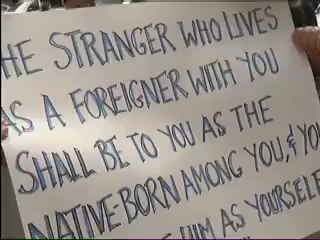 HE STRANGER WHO LIVES
AS A FOREIGNER WITH YOU
SHALL BE TO YOU AS THE
NATIVE-BORN AMONG YOU, & YO
HIM AS YOURSELF